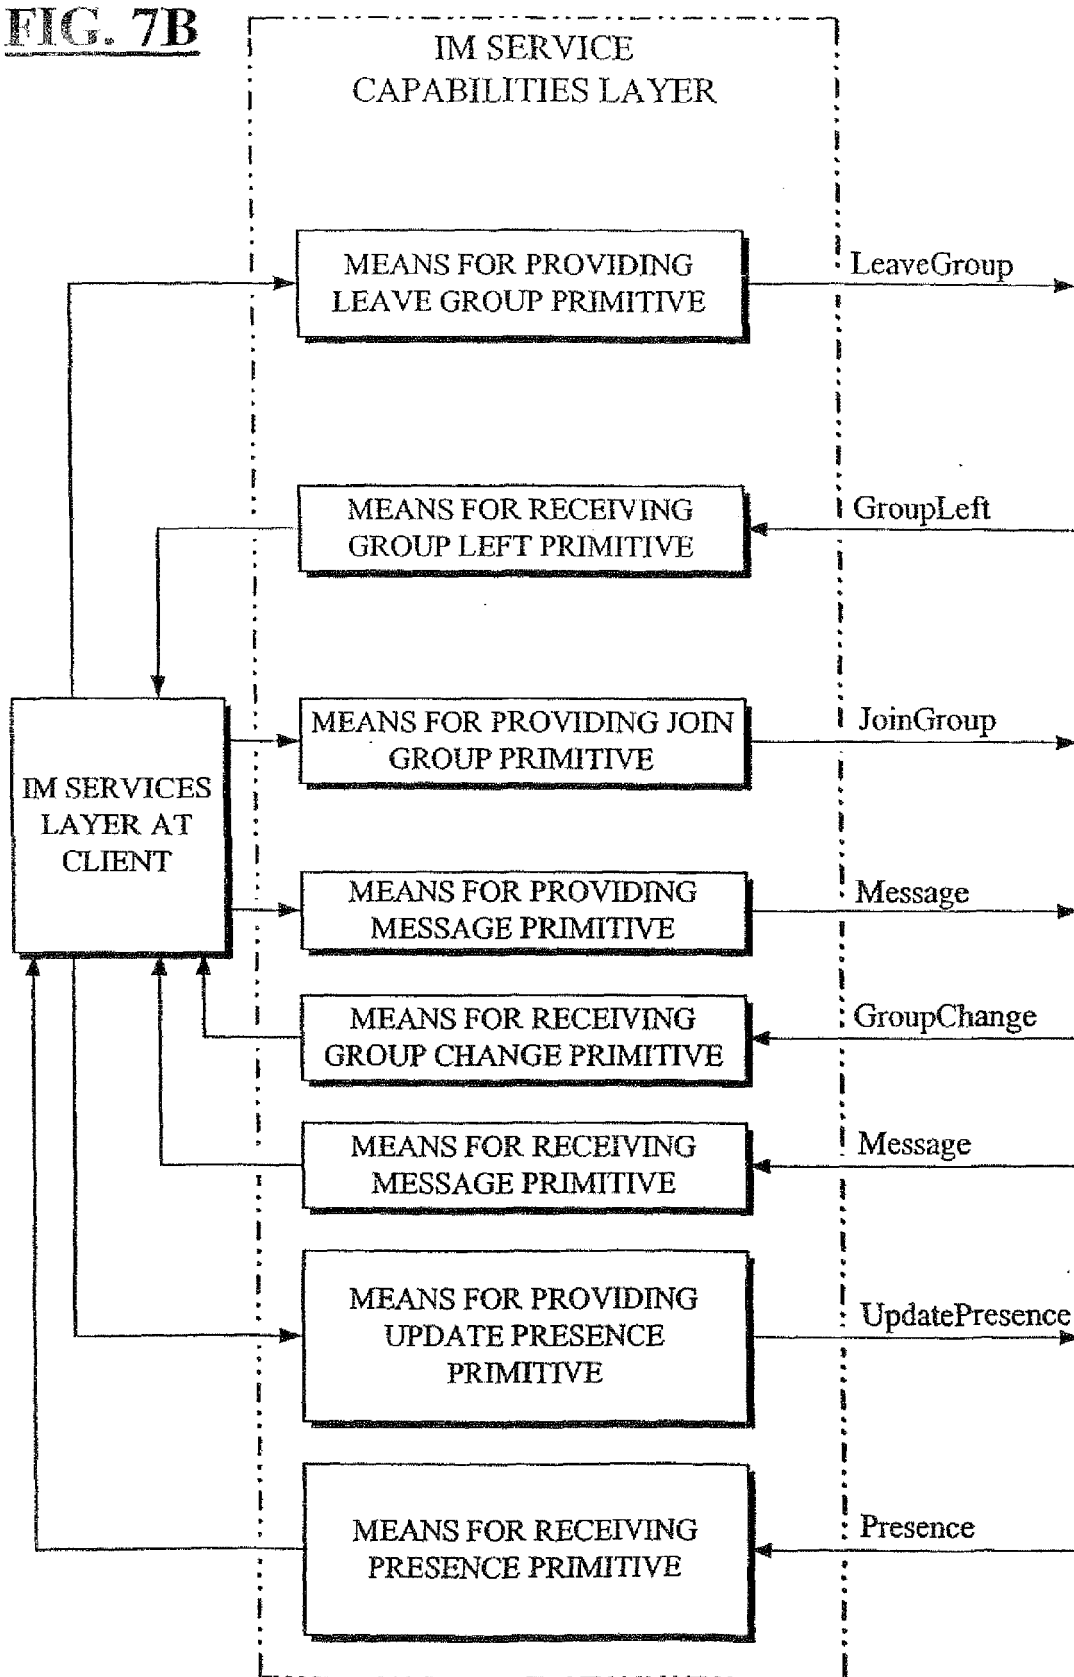 FIG. 7B
IM SERVICE
CAPABILITIES LAYER
MEANS FOR PROVIDING
LEAVE GROUP PRIMITIVE
LeaveGroup
MEANS FOR RECEIVING
GROUP LEFT PRIMITIVE
GroupLeft
MEANS FOR PROVIDING JOIN
GROUP PRIMITIVE
JoinGroup
IM SERVICES
LAYER AT
CLIENT
MEANS FOR PROVIDING
MESSAGE PRIMITIVE
Message
MEANS FOR RECEIVING
GROUP CHANGE PRIMITIVE
GroupChange
MEANS FOR RECEIVING
MESSAGE PRIMITIVE
Message
MEANS FOR PROVIDING
UPDATE PRESENCE
PRIMITIVE
UpdatePresence
MEANS FOR RECEIVING
PRESENCE PRIMITIVE
Presence